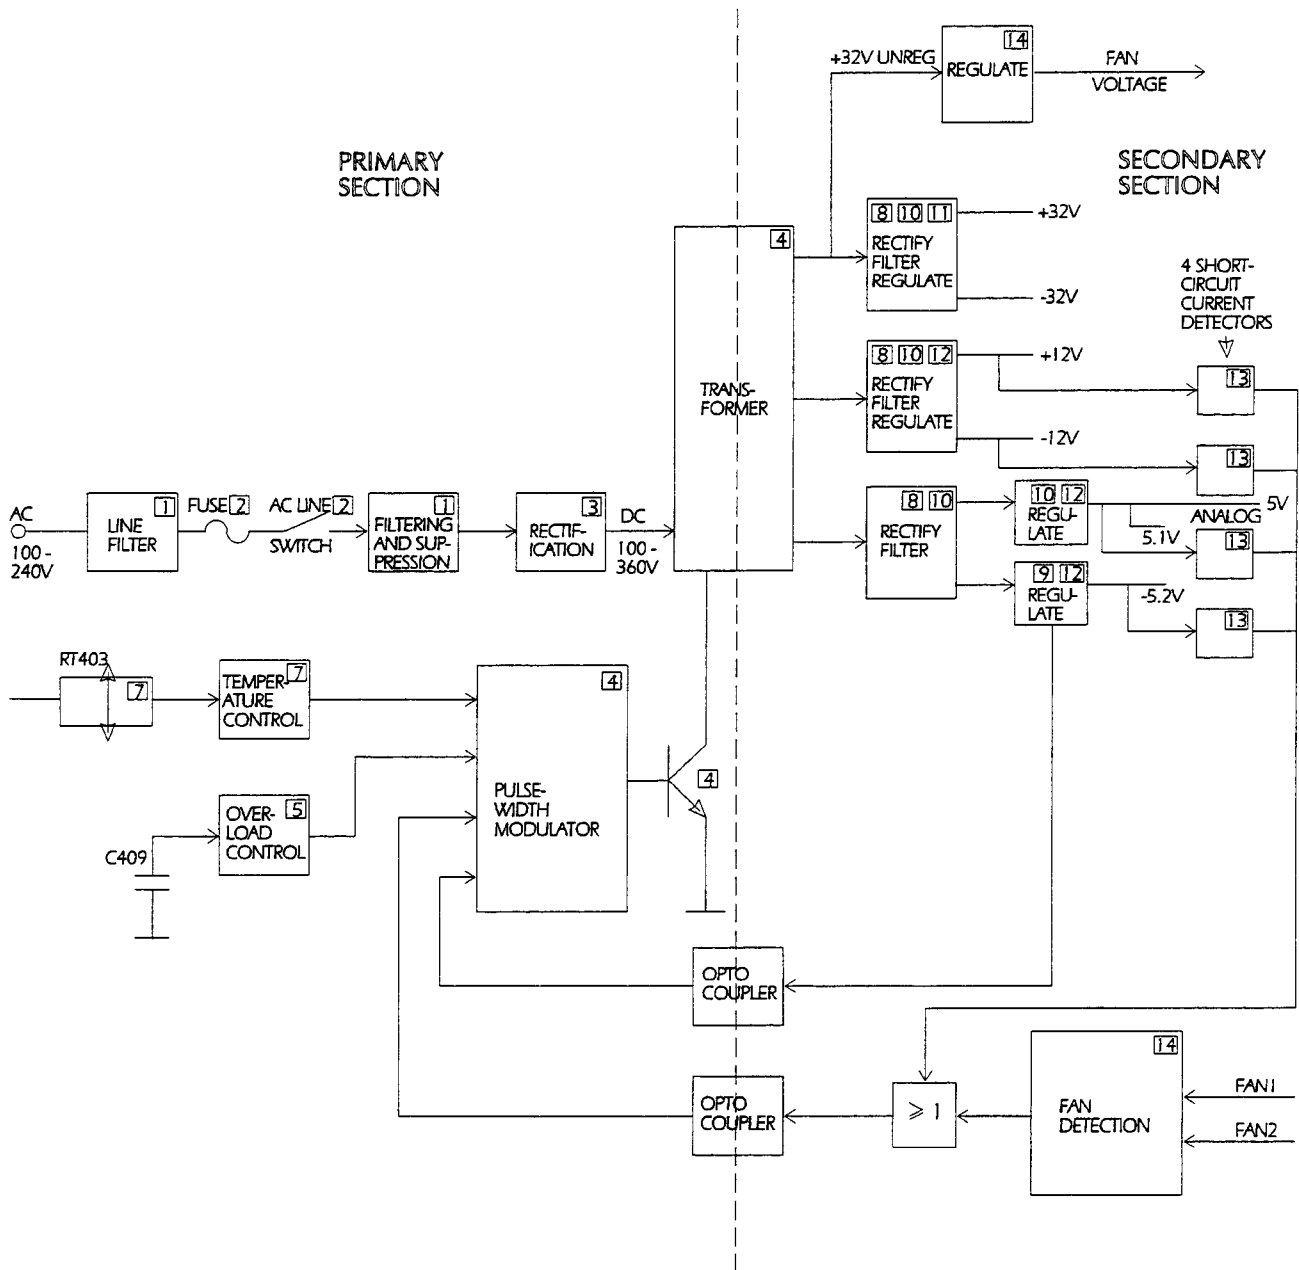 14
+32V UNREG
REGULATE
FAN
VOLTAGE
PRIMARY
SECTION
SECONDARY
SECTION
8 10 11
RECTIFY
FILTER
REGULATE
+32V
-32V
4
TRANS-
FORMER
4 SHORT-
CIRCUIT
CURRENT
DETECTORS
8 10 12
RECTIFY
FILTER
REGULATE
+12V
-12V
13
13
AC
100 -
240V
1
LINE
FILTER
FUSE 2
AC LINE 2
SWITCH
1
FILTERING
AND SUP-
PRESSION
3
RECTIF-
ICATION
DC
100 -
360V
8 10
RECTIFY
FILTER
10 12
REGU-
LATE
5V
ANALOG
5.1V
13
9 12
REGU-
LATE
-5.2V
13
RT403
7
7
TEMPER-
ATURE
CONTROL
4
PULSE-
WIDTH
MODULATOR
4
5
OVER-
LOAD
CONTROL
C409
OPTO
COUPLER
OPTO
COUPLER
≥ 1
14
FAN
DETECTION
FAN1
FAN2